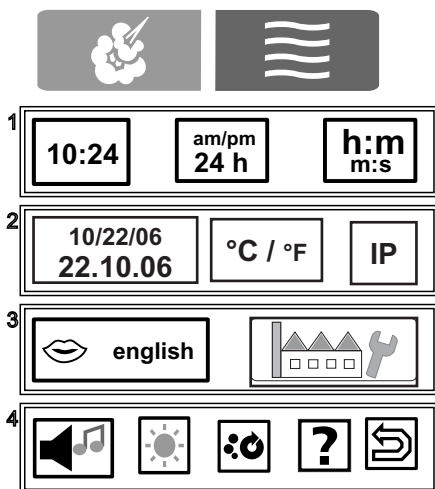 1
10:24
am/pm
24 h
h:m
m:s
2
10/22/06
22.10.06
°C / °F
IP
3
english
4
?